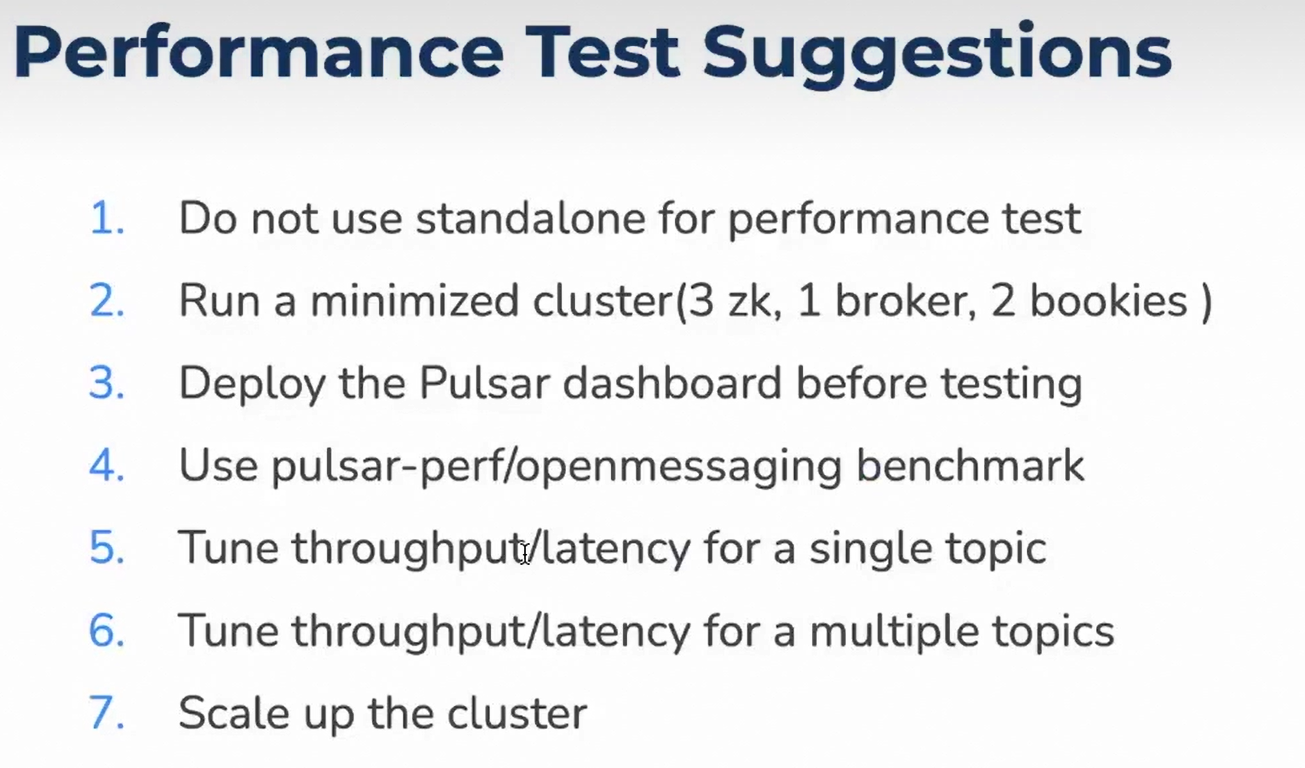 Performance Test Suggestions
1. Do not use standalone for performance test
2. Run a minimized cluster(3 zk, 1 broker, 2 bookies )
3. Deploy the Pulsar dashboard before testing
4. Use pulsar-perf/openmessaging benchmark
5. Tune throughput/latency for a single topic
6. Tune throughput/latency for a multiple topics
7. Scale up the cluster